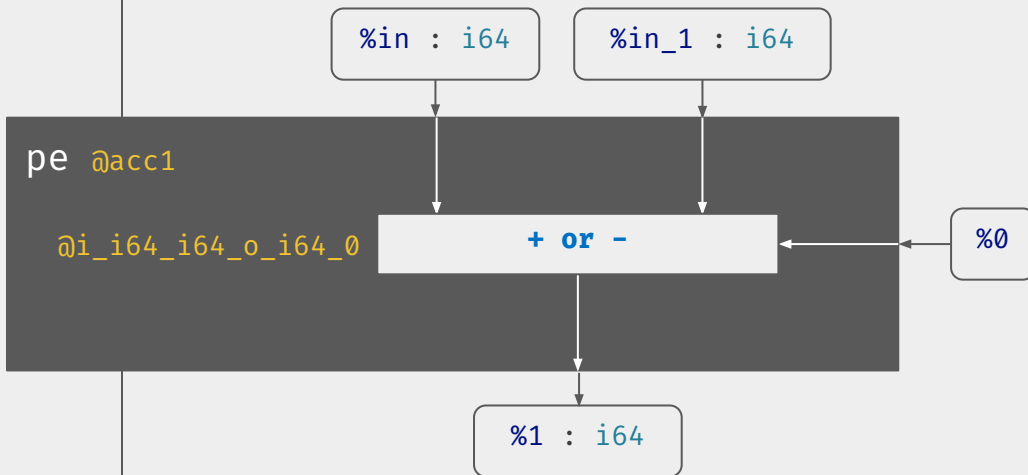 %in : i64
%in_1 : i64
pe @acc1
@i_i64_i64_o_i64_0
+ or -
%0
%1 : i64